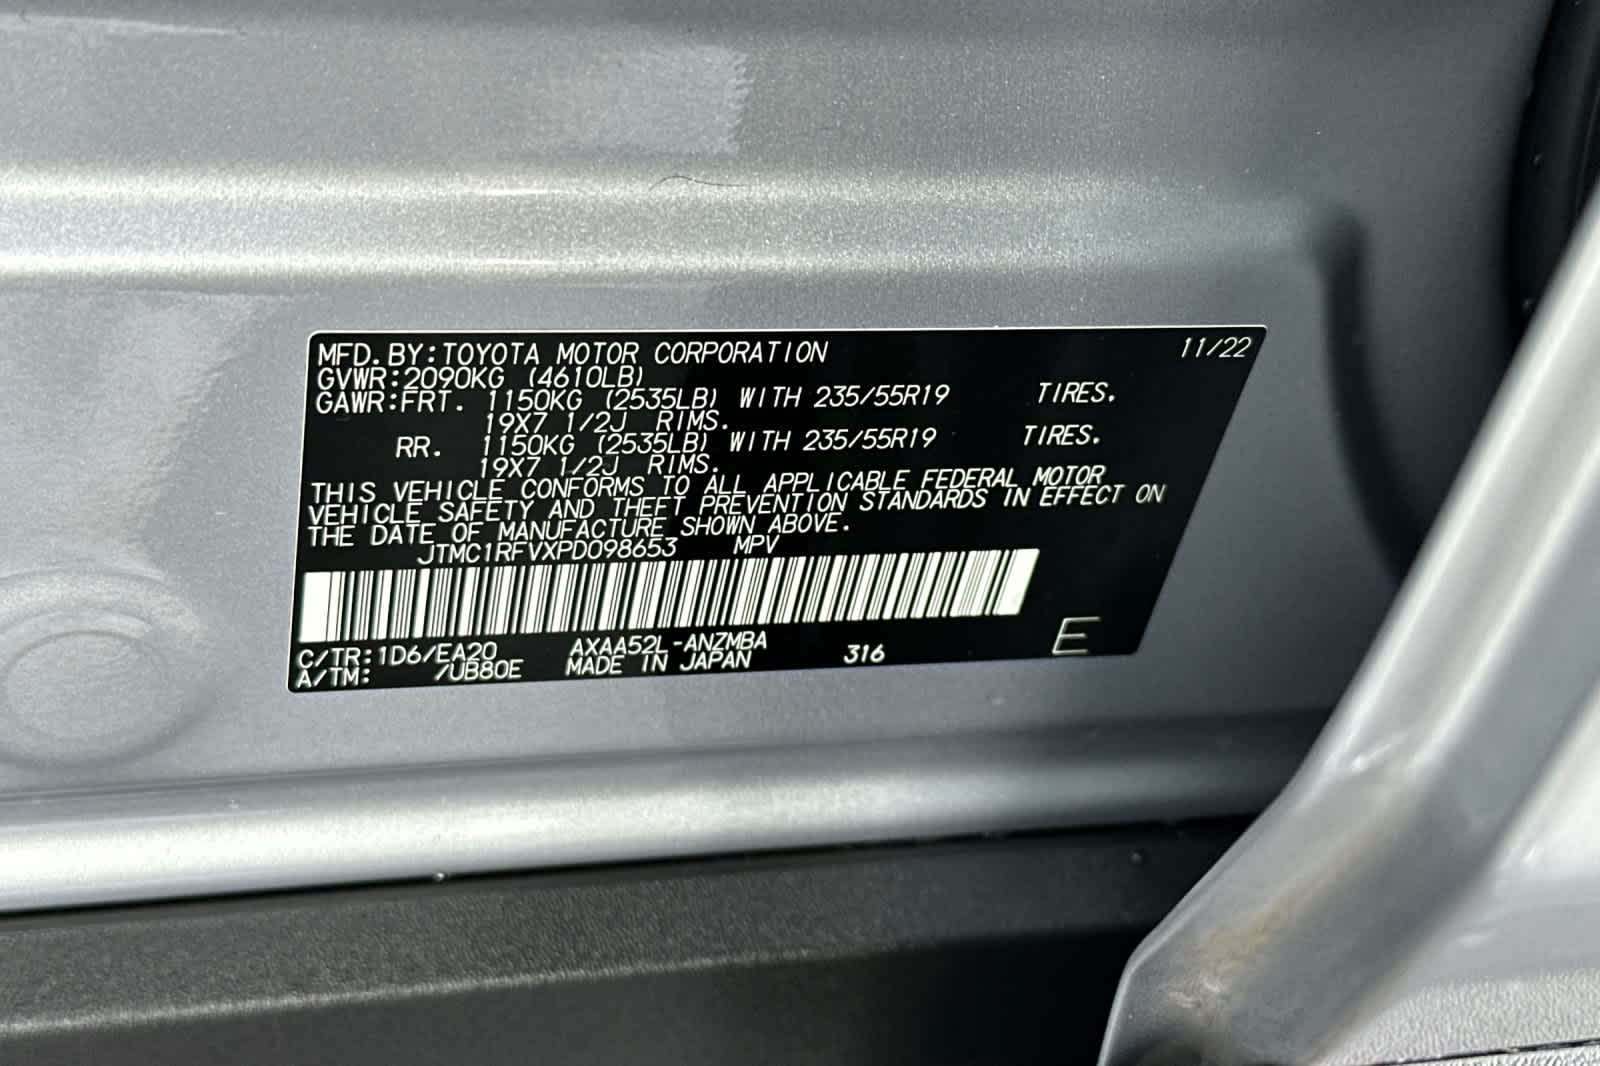 MFD.BY:TOYOTA MOTOR CORPORATION 11/22
GVWR:2090KG (4610LB)
GAWR:FRT. 1150KG (2535LB) WITH 235/55R19 TIRES.
19X7 1/2J RIMS.
RR. 1150KG (2535LB) WITH 235/55R19 TIRES.
19X7 1/2J RIMS.
THIS VEHICLE CONFORMS TO ALL APPLICABLE FEDERAL MOTOR
VEHICLE SAFETY AND THEFT PREVENTION STANDARDS IN EFFECT ON
THE DATE OF MANUFACTURE SHOWN ABOVE.
JTMC1RFVXPD098653 MPV
C/TR:1D6/EA20 AXAA52L-ANZMBA 316 E
A/TM: /UB80E MADE IN JAPAN